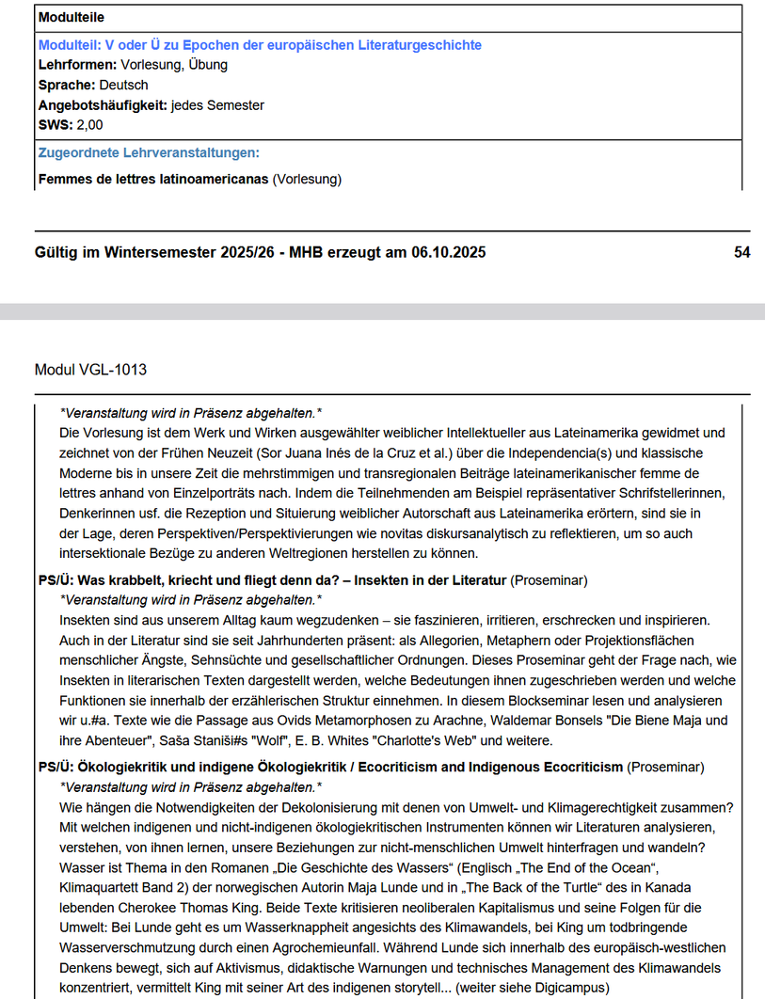 Modulteile
Modulteil: V oder Ü zu Epochen der europäischen Literaturgeschichte
Lehrformen: Vorlesung, Übung
Sprache: Deutsch
Angebotshäufigkeit: jedes Semester
SWS: 2,00
Zugeordnete Lehrveranstaltungen:
Femmes de lettres latinoamericanas (Vorlesung)
Gültig im Wintersemester 2025/26 - MHB erzeugt am 06.10.2025 54
Modul VGL-1013
*Veranstaltung wird in Präsenz abgehalten.*
Die Vorlesung ist dem Werk und Wirken ausgewählter weiblicher Intellektueller aus Lateinamerika gewidmet und
zeichnet von der Frühen Neuzeit (Sor Juana Inés de la Cruz et al.) über die Independencia(s) und klassische
Moderne bis in unsere Zeit die mehrstimmigen und transregionalen Beiträge lateinamerikanischer femme de
lettres anhand von Einzelporträts nach. Indem die Teilnehmenden am Beispiel repräsentativer Schrifstellerinnen,
Denkerinnen usf. die Rezeption und Situierung weiblicher Autorschaft aus Lateinamerika erörtern, sind sie in
der Lage, deren Perspektiven/Perspektivierungen wie novitas diskursanalytisch zu reflektieren, um so auch
intersektionale Bezüge zu anderen Weltregionen herstellen zu können.
PS/Ü: Was krabbelt, kriecht und fliegt denn da? – Insekten in der Literatur (Proseminar)
*Veranstaltung wird in Präsenz abgehalten.*
Insekten sind aus unserem Alltag kaum wegzudenken – sie faszinieren, irritieren, erschrecken und inspirieren.
Auch in der Literatur sind sie seit Jahrhunderten präsent: als Allegorien, Metaphern oder Projektionsflächen
menschlicher Ängste, Sehnsüchte und gesellschaftlicher Ordnungen. Dieses Proseminar geht der Frage nach, wie
Insekten in literarischen Texten dargestellt werden, welche Bedeutungen ihnen zugeschrieben werden und welche
Funktionen sie innerhalb der erzählerischen Struktur einnehmen. In diesem Blockseminar lesen und analysieren
wir u.#a. Texte wie die Passage aus Ovids Metamorphosen zu Arachne, Waldemar Bonsels "Die Biene Maja und
ihre Abenteuer", Saša Staniši#s "Wolf", E. B. Whites "Charlotte's Web" und weitere.
PS/Ü: Ökologiekritik und indigene Ökologiekritik / Ecocriticism and Indigenous Ecocriticism (Proseminar)
*Veranstaltung wird in Präsenz abgehalten.*
Wie hängen die Notwendigkeiten der Dekolonisierung mit denen von Umwelt- und Klimagerechtigkeit zusammen?
Mit welchen indigenen und nicht-indigenen ökologiekritischen Instrumenten können wir Literaturen analysieren,
verstehen, von ihnen lernen, unsere Beziehungen zur nicht-menschlichen Umwelt hinterfragen und wandeln?
Wasser ist Thema in den Romanen „Die Geschichte des Wassers“ (Englisch „The End of the Ocean“,
Klimaquartett Band 2) der norwegischen Autorin Maja Lunde und in „The Back of the Turtle“ des in Kanada
lebenden Cherokee Thomas King. Beide Texte kritisieren neoliberalen Kapitalismus und seine Folgen für die
Umwelt: Bei Lunde geht es um Wasserknappheit angesichts des Klimawandels, bei King um todbringende
Wasserverschmutzung durch einen Agrochemieunfall. Während Lunde sich innerhalb des europäisch-westlichen
Denkens bewegt, sich auf Aktivismus, didaktische Warnungen und technisches Management des Klimawandels
konzentriert, vermittelt King mit seiner Art des indigenen storytell... (weiter siehe Digicampus)